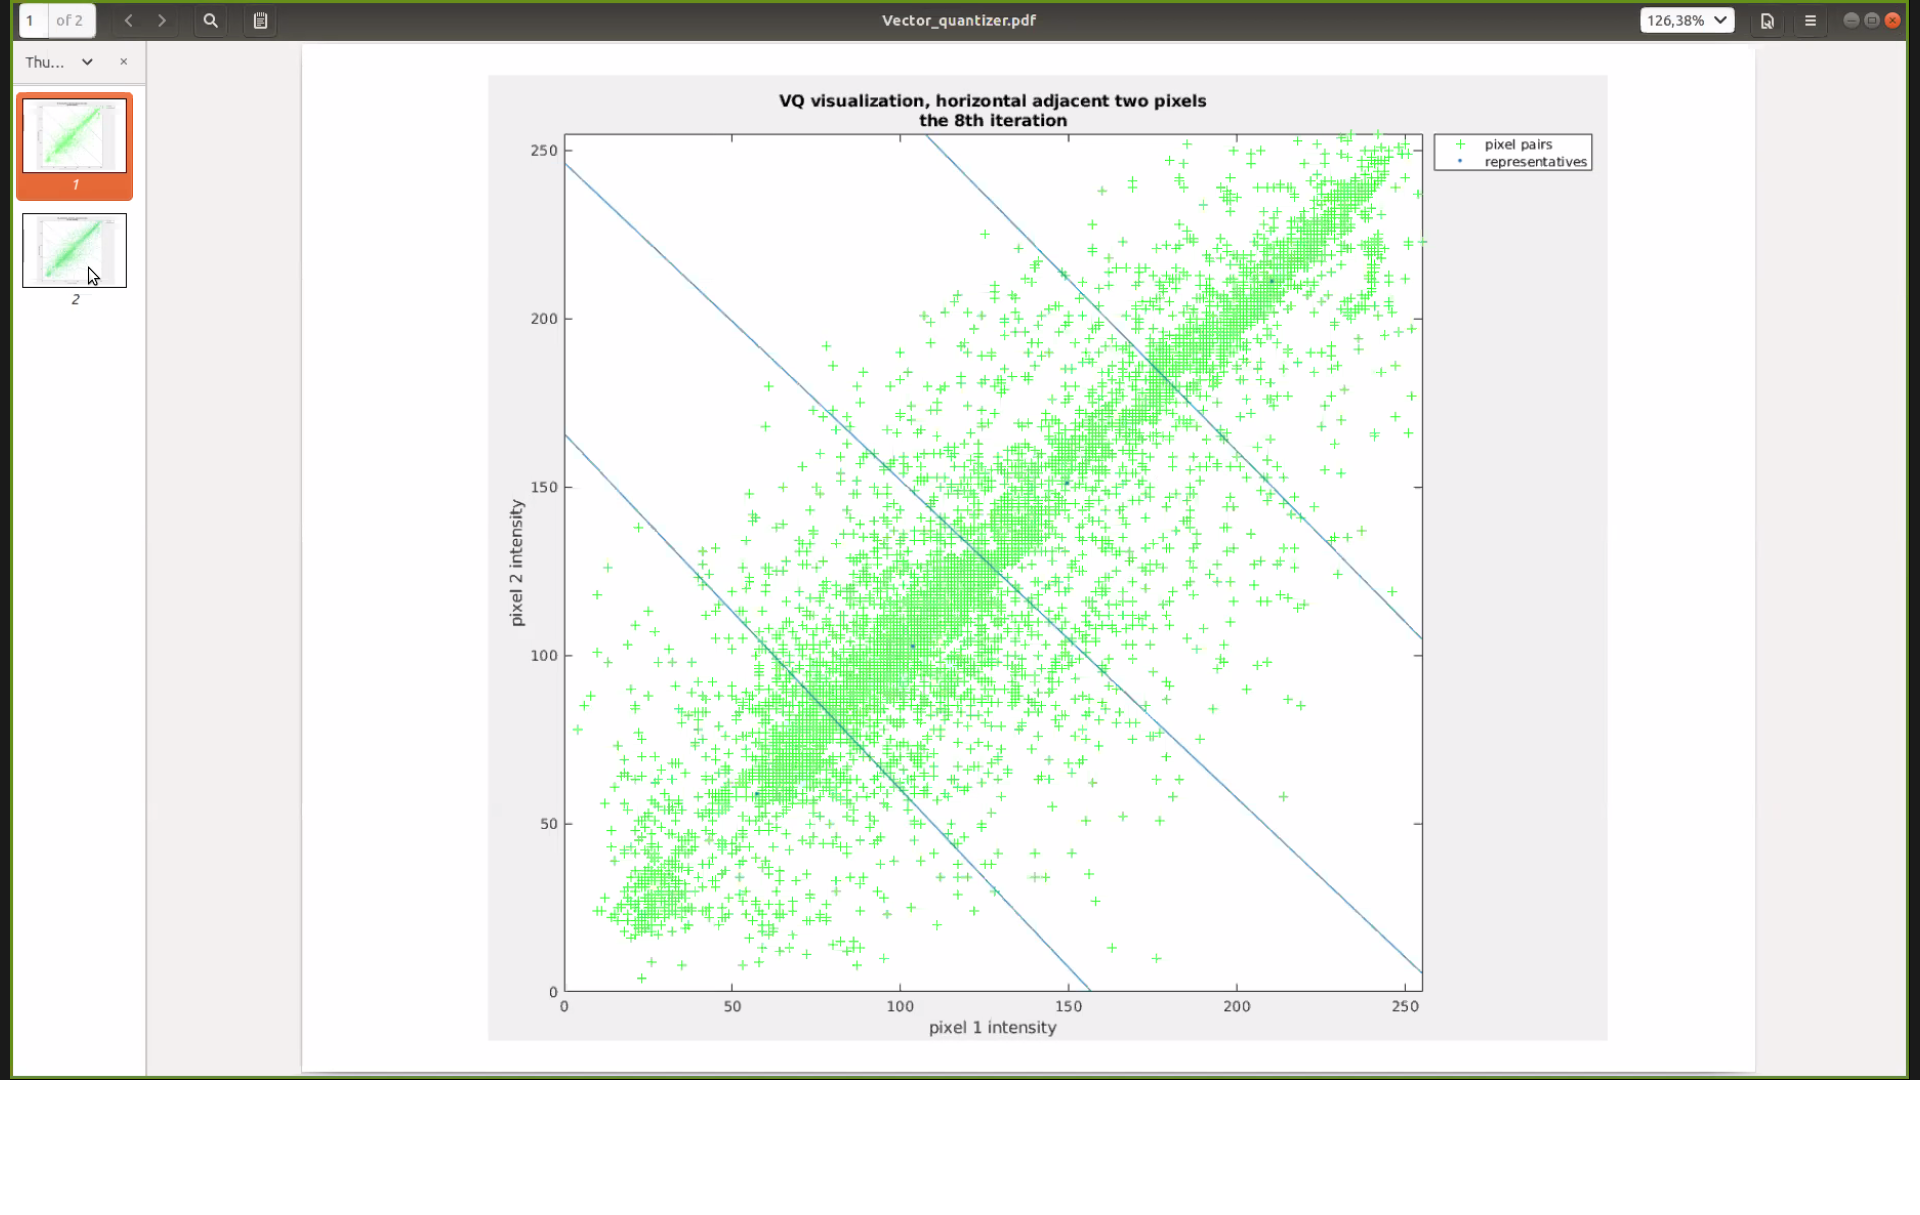 1 of 2
Vector_quantizer.pdf
126,38%
Thu...
1
2
VQ visualization, horizontal adjacent two pixels
the 8th iteration
pixel pairs
representatives
250
200
150
100
50
0
pixel 2 intensity
0 50 100 150 200 250
pixel 1 intensity